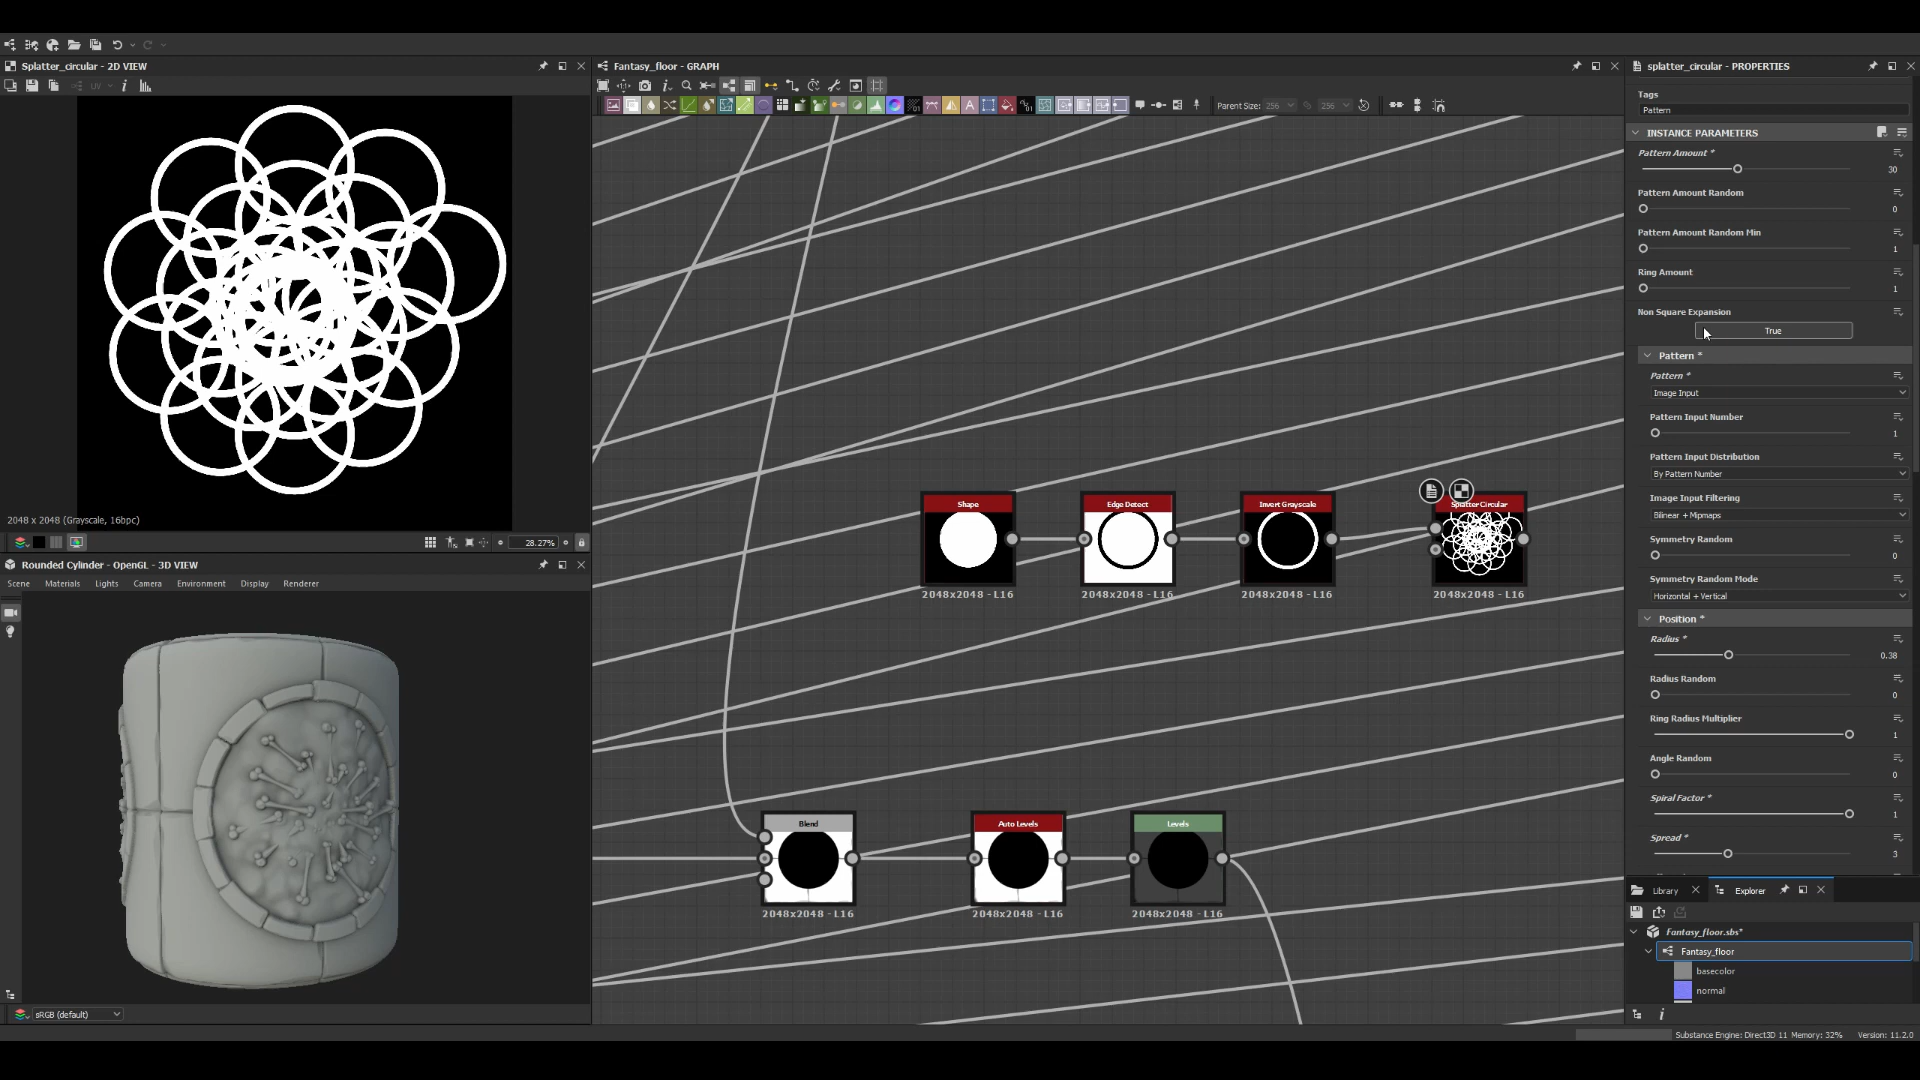 Splatter_circular - 2D VIEW
UV
2048 x 2048 (Grayscale, 16bpc)
28.27%
Rounded Cylinder - OpenGL - 3D VIEW
Scene Materials Lights Camera Environment Display Renderer
sRGB (default)
Fantasy_floor - GRAPH
Parent Size: 256 256
Shape
2048x2048 - L16
Edge Detect
2048x2048 - L16
Invert Grayscale
2048x2048 - L16
Splatter Circular
2048x2048 - L16
Blend
2048x2048 - L16
Auto Levels
2048x2048 - L16
Levels
2048x2048 - L16
splatter_circular - PROPERTIES
Tags
Pattern
INSTANCE PARAMETERS
Pattern Amount *
30
Pattern Amount Random
0
Pattern Amount Random Min
1
Ring Amount
1
Non Square Expansion
True
Pattern *
Pattern *
Image Input
Pattern Input Number
1
Pattern Input Distribution
By Pattern Number
Image Input Filtering
Bilinear + Mipmaps
Symmetry Random
0
Symmetry Random Mode
Horizontal + Vertical
Position *
Radius *
0.38
Radius Random
0
Ring Radius Multiplier
1
Angle Random
0
Spiral Factor *
1
Spread *
3
Library Explorer
Fantasy_floor.sbs*
Fantasy_floor
basecolor
normal
Substance Engine: Direct3D 11 Memory: 32% Version: 11.2.0